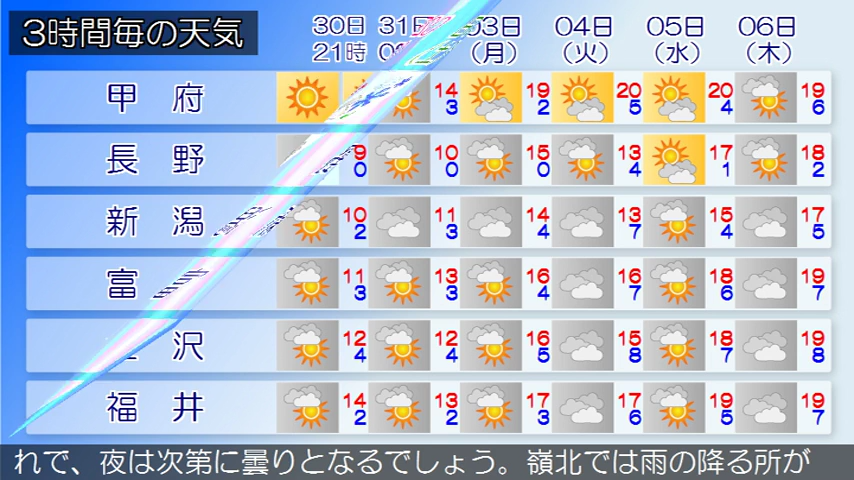 3時間毎の天気
30日 31日 03日 04日 05日 06日
21時 (月) (火) (水) (木)
甲府 14 3 19 2 20 5 20 4 19 6
長野 9 0 10 0 15 0 13 4 17 1 18 2
新潟 10 2 11 3 14 4 13 7 15 4 17 5
富 11 3 13 3 16 4 16 7 18 6 19 7
沢 12 4 12 4 16 5 15 8 18 7 19 8
福井 14 2 13 2 17 3 17 6 19 5 19 7
れで、夜は次第に曇りとなるでしょう。嶺北では雨の降る所が